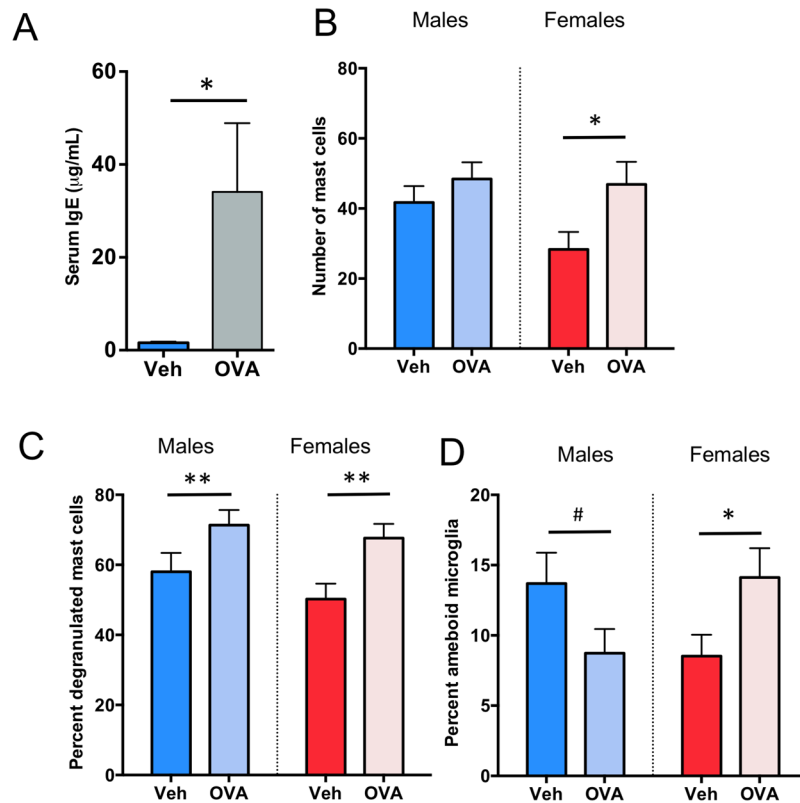 A
60
40
20
0
Serum IgE (μg/mL)
*
Veh OVA
B
Males Females
80
60
40
20
0
Number of mast cells
*
Veh OVA Veh OVA
C
Males Females
80
60
40
20
0
Percent degranulated mast cells
** **
Veh OVA Veh OVA
D
Males Females
20
15
10
5
0
Percent ameboid microglia
# *
Veh OVA Veh OVA